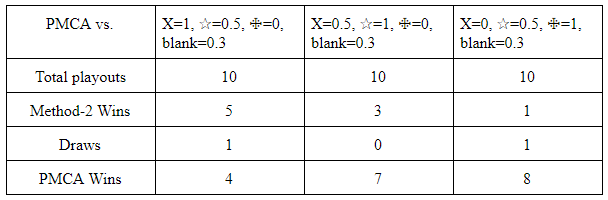 PMCA vs. X=1, ☆=0.5, ✙=0, X=0.5, ☆=1, ✙=0, X=0, ☆=0.5, ✙=1,
blank=0.3 blank=0.3 blank=0.3
Total playouts 10 10 10
Method-2 Wins 5 3 1
Draws 1 0 1
PMCA Wins 4 7 8